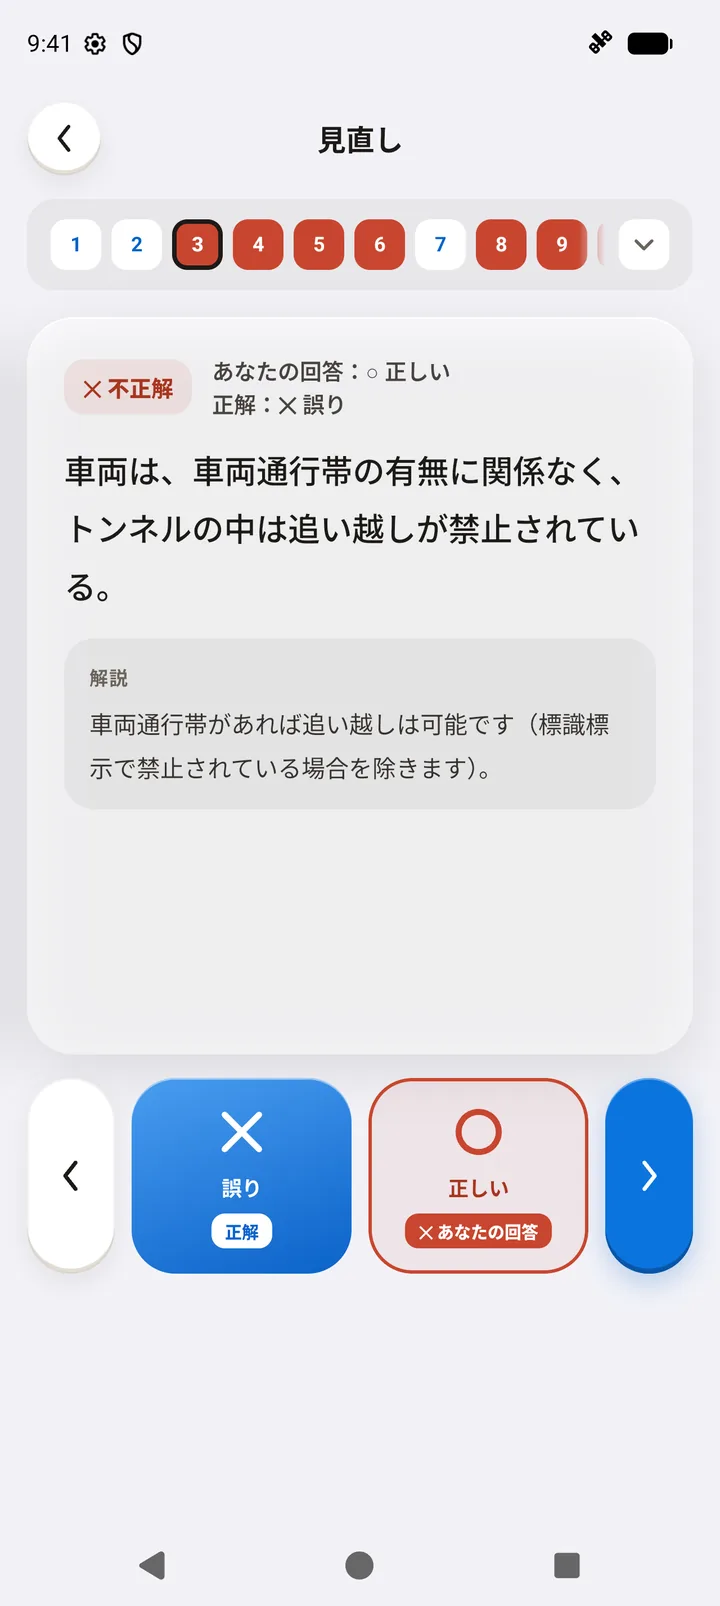 9:41
見直し
1 2 3 4 5 6 7 8 9
× 不正解
あなたの回答：○ 正しい
正解：× 誤り
車両は、車両通行帯の有無に関係なく、
トンネルの中は追い越しが禁止されてい
る。
解説
車両通行帯があれば追い越しは可能です（標識標
示で禁止されている場合を除きます）。
誤り
正解
正しい
× あなたの回答